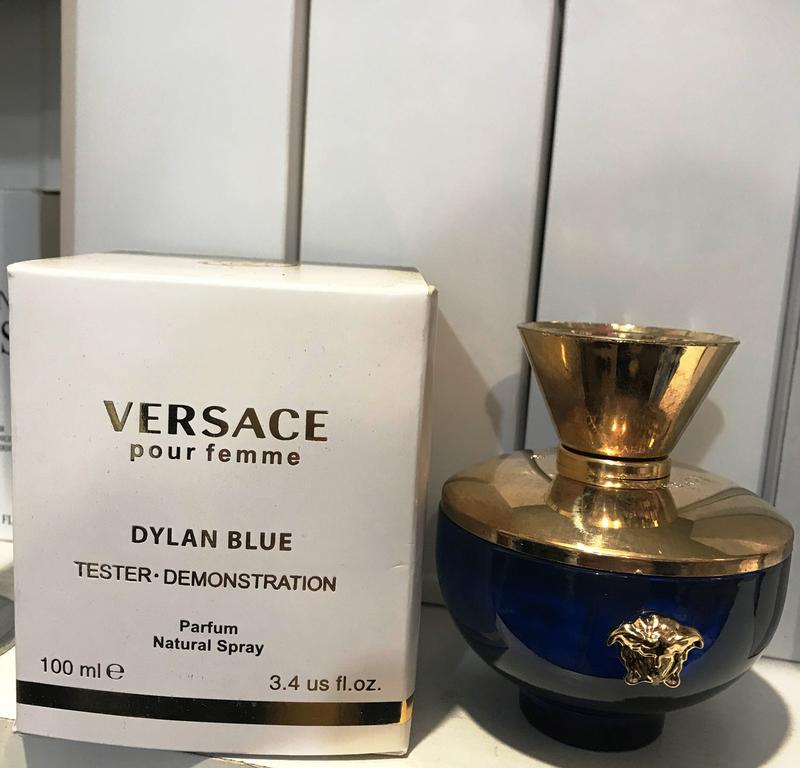 VERSACE
pour femme
DYLAN BLUE
TESTER·DEMONSTRATION
Parfum
Natural Spray
100 ml ℮
3.4 us fl.oz.